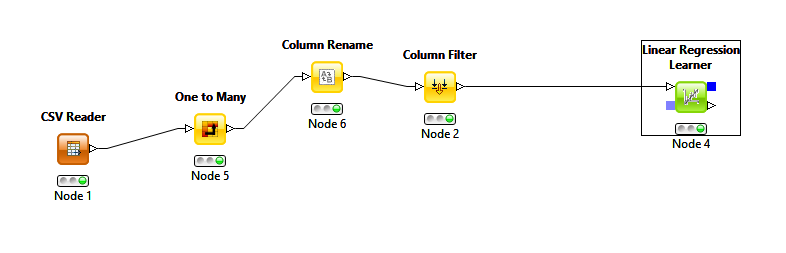 CSV Reader
Node 1
One to Many
Node 5
Column Rename
Node 6
Column Filter
Node 2
Linear Regression
Learner
Node 4